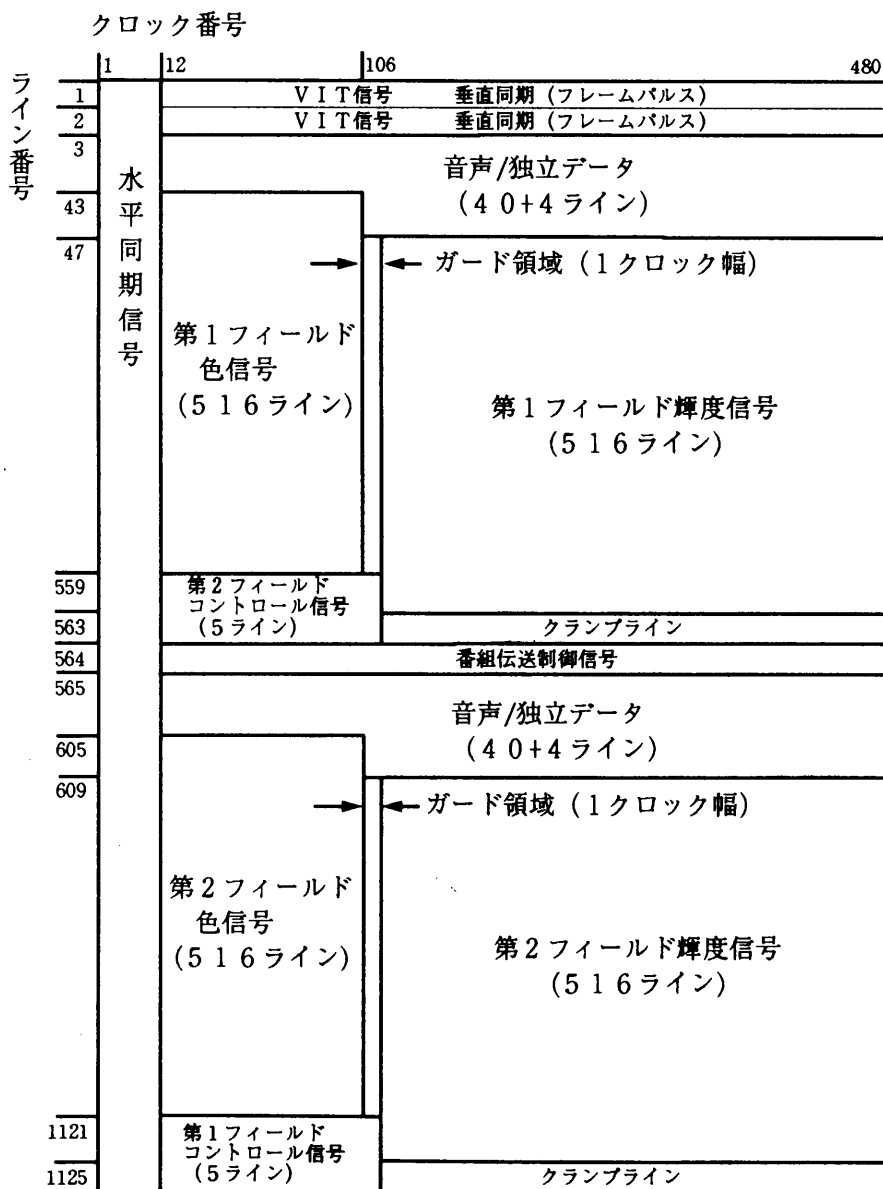 クロック番号
ライン番号
1
12
106
480
1
VIT信号 垂直同期(フレームパルス)
2
VIT信号 垂直同期(フレームパルス)
3
水平同期信号
音声/独立データ
(40+4ライン)
43
47
ガード領域(1クロック幅)
第1フィールド
色信号
(516ライン)
第1フィールド輝度信号
(516ライン)
559
第2フィールド
コントロール信号
(5ライン)
563
クランプライン
564
番組伝送制御信号
565
音声/独立データ
(40+4ライン)
605
609
ガード領域(1クロック幅)
第2フィールド
色信号
(516ライン)
第2フィールド輝度信号
(516ライン)
1121
第1フィールド
コントロール信号
(5ライン)
1125
クランプライン